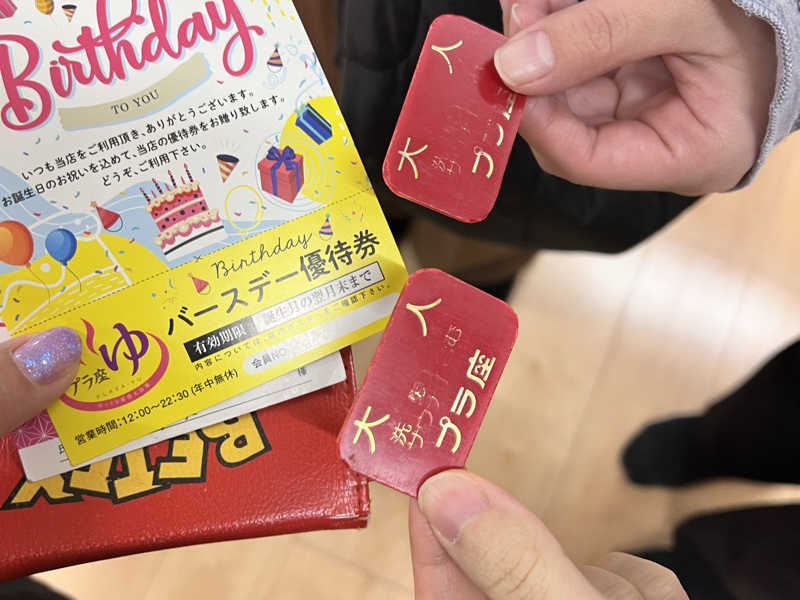 Birthday
TO YOU
いつも当店をご利用頂き、ありがとうございます。
お誕生日のお祝いを込めて、当店の優待券をお贈り致します。
どうぞ、ご利用下さい。
Birthday
バースデー優待券
有効期限 誕生月の翌月末まで
会員NO
ゆ
プラ座
営業時間:12:00〜22:30 (年中無休)
様
BETTY
大人
プラ
大人
プラ座